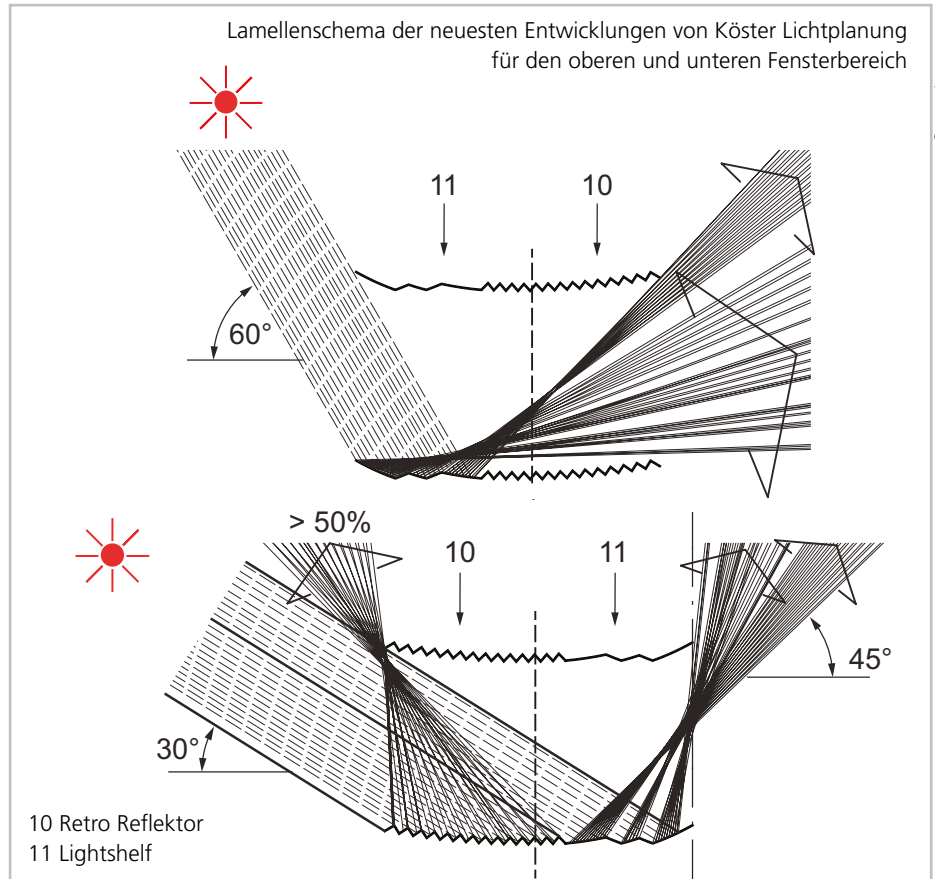 Lamellenschema der neuesten Entwicklungen von Köster Lichtplanung
für den oberen und unteren Fensterbereich
11 10
60°
> 50%
10 11
45°
30°
10 Retro Reflektor
11 Lightshelf